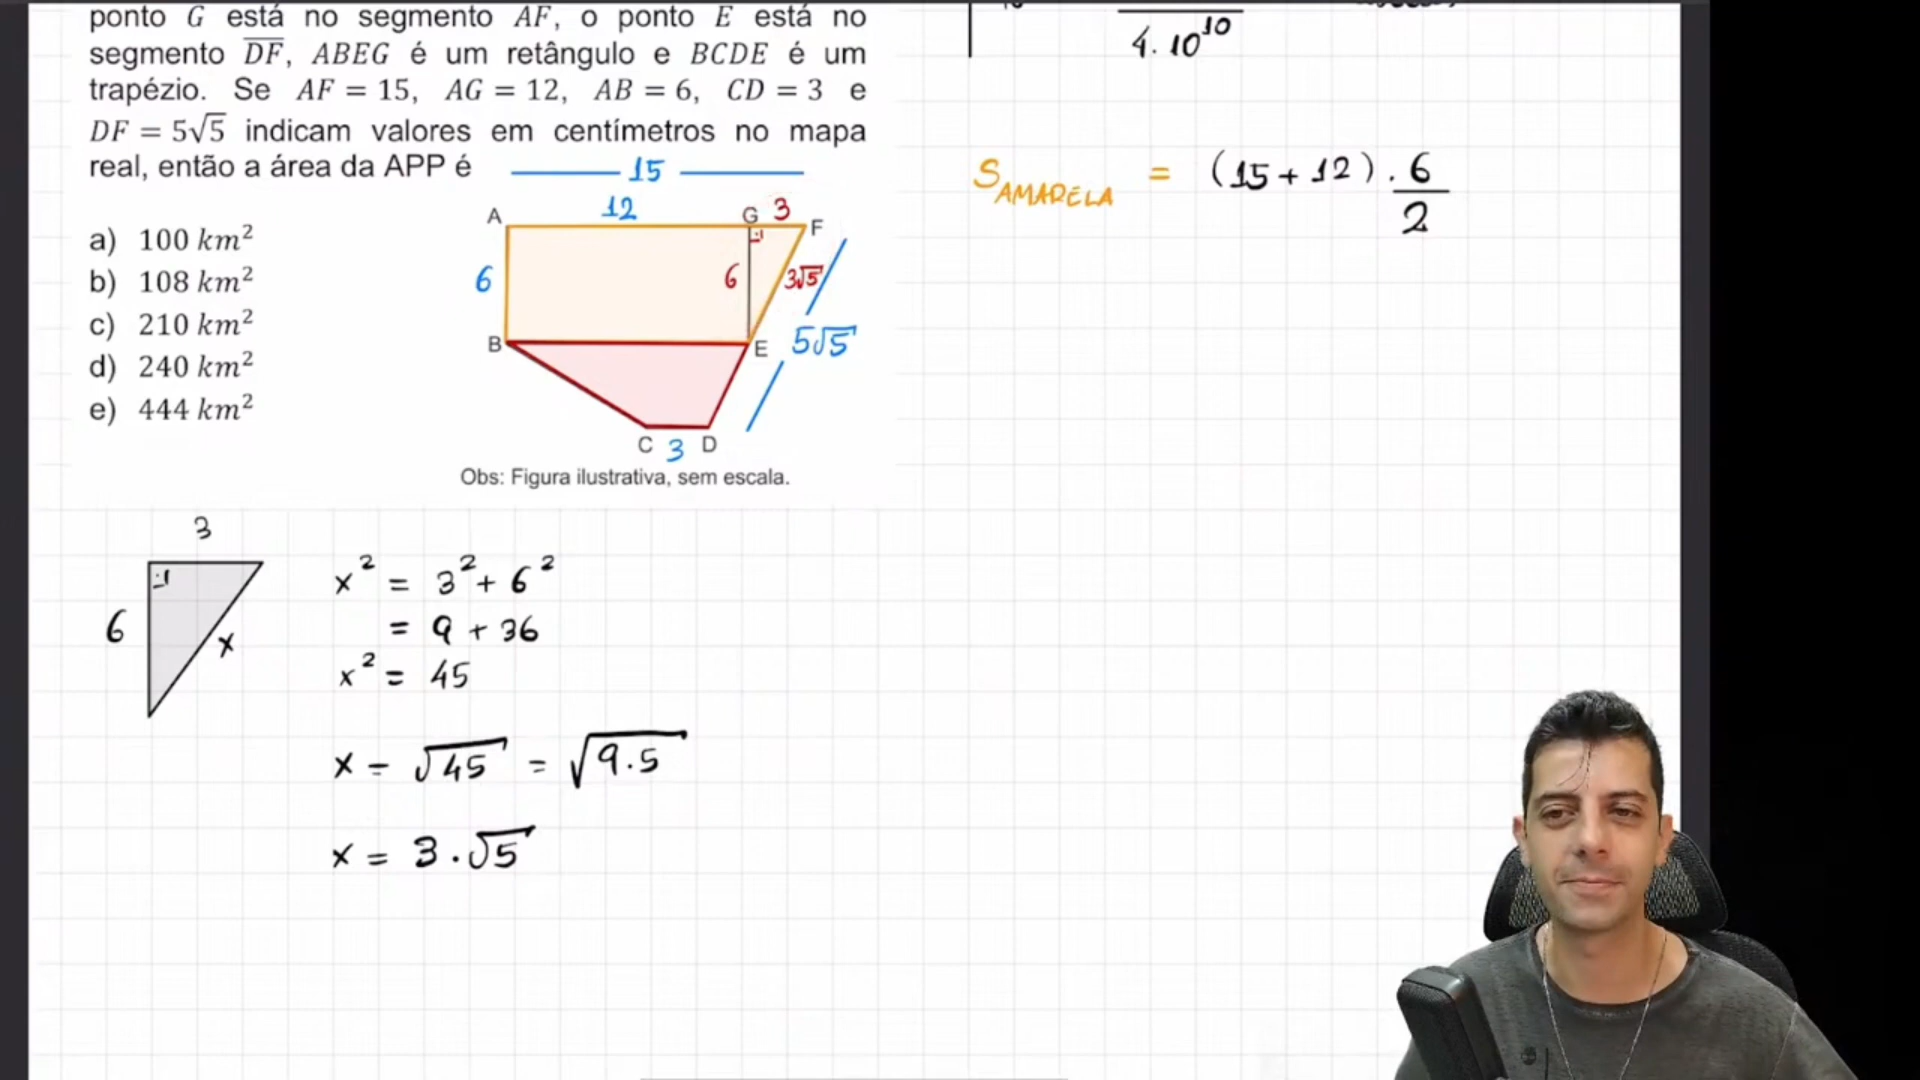 ponto G está no segmento AF, o ponto E está no
segmento DF, ABEG é um retângulo e BCDE é um
trapézio. Se AF = 15, AG = 12, AB = 6, CD = 3 e
DF = 5√5 indicam valores em centímetros no mapa
real, então a área da APP é
a) 100 km²
b) 108 km²
c) 210 km²
d) 240 km²
e) 444 km²
15
12
A
G
3
F
6
6
3√5
B
E
5√5
C
3
D
Obs: Figura ilustrativa, sem escala.
3
6
x
x² = 3² + 6²
= 9 + 36
x² = 45
x = √45 = √9.5
x = 3.√5
4.10¹⁰
S AMARELA = (15 + 12) . 6
2